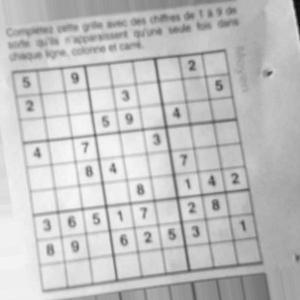 Complétez cette grille avec des chiffres de 1 à 9 de
sorte qu'ils n'apparaissent qu'une seule fois dans
chaque ligne, colonne et carré.
5 9 2
2 3 5
5 9 4
4 7 3
8 4 7
8 1 4 2
3 6 5 1 7 2 8
8 9 6 2 5 3 1